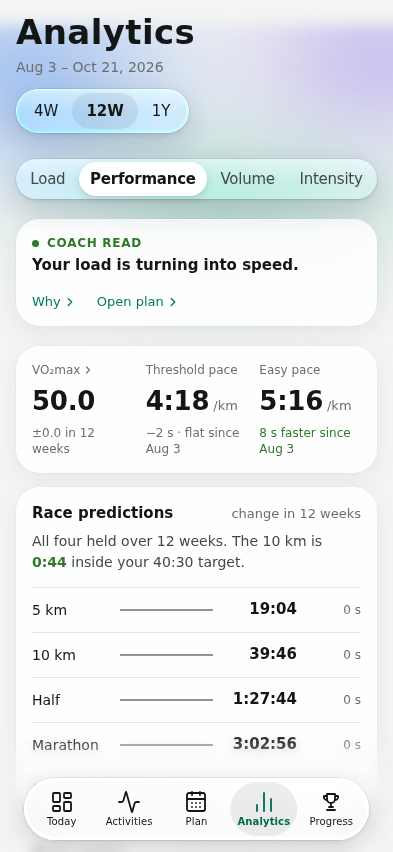 Analytics
Aug 3 – Oct 21, 2026
4W 12W 1Y
Load Performance Volume Intensity
COACH READ
Your load is turning into speed.
Why Open plan
VO₂max Threshold pace Easy pace
50.0 4:18 /km 5:16 /km
±0.0 in 12 weeks
−2 s · flat since Aug 3
8 s faster since Aug 3
Race predictions change in 12 weeks
All four held over 12 weeks. The 10 km is
0:44 inside your 40:30 target.
5 km 19:04 0 s
10 km 39:46 0 s
Half 1:27:44 0 s
Marathon 3:02:56 0 s
Today Activities Plan Analytics Progress